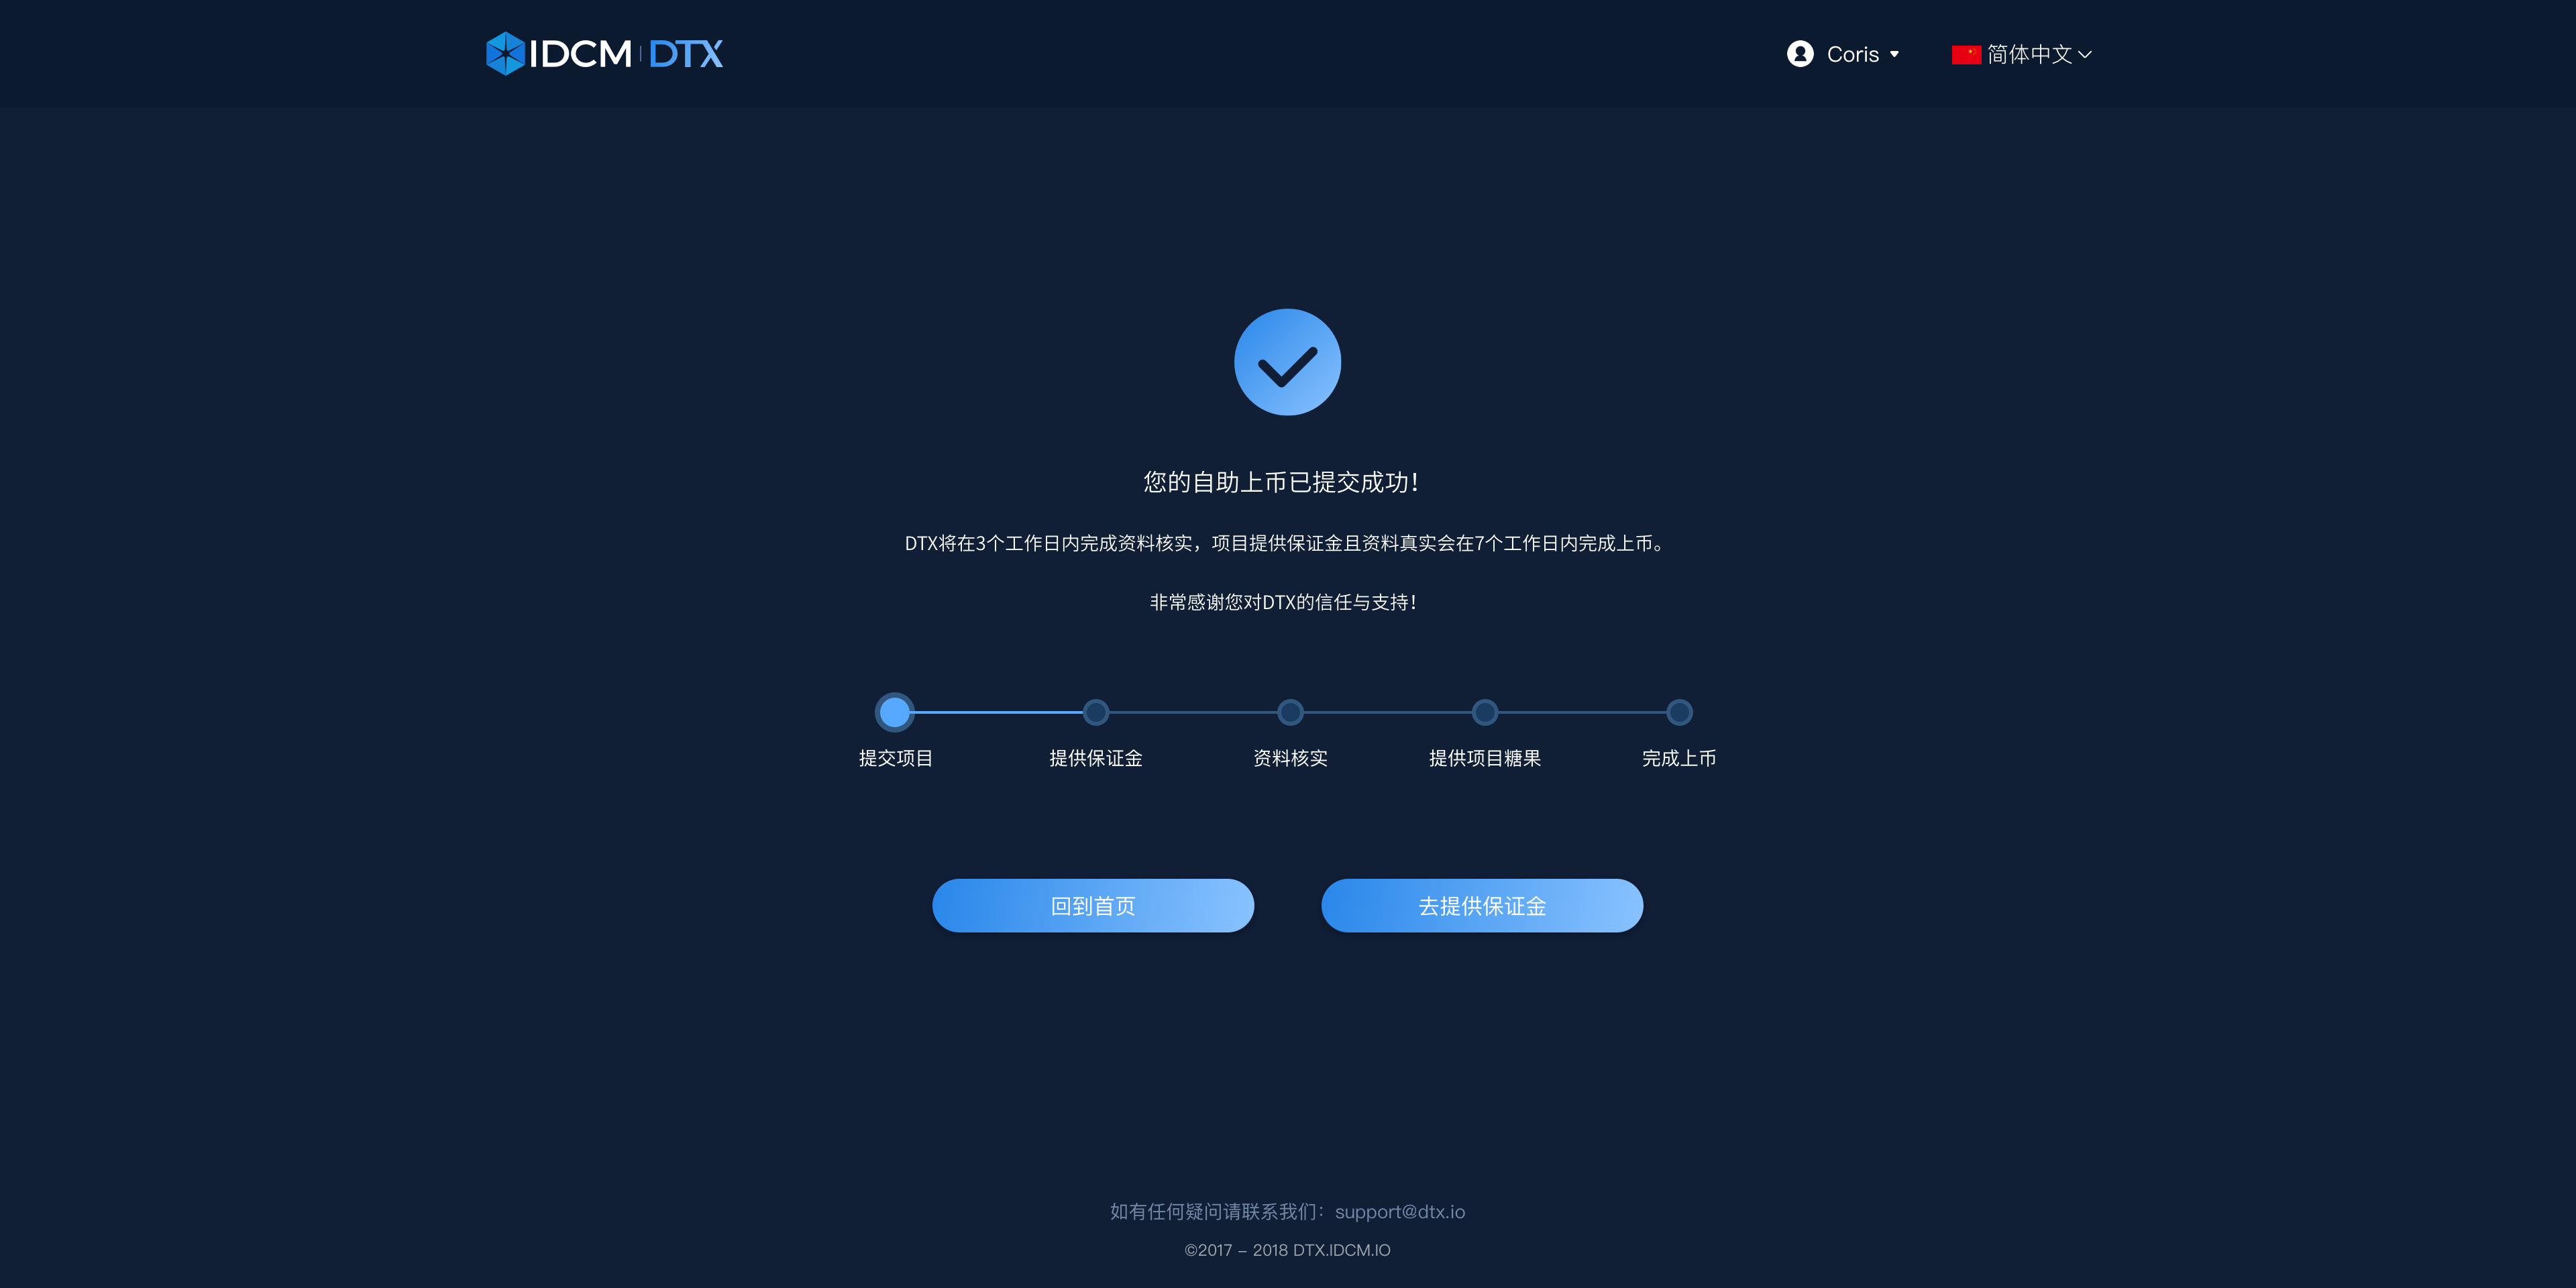 IDCM | DTX
Coris
简体中文
您的自助上币已提交成功！
DTX将在3个工作日内完成资料核实，项目提供保证金且资料真实会在7个工作日内完成上币。
非常感谢您对DTX的信任与支持！
提交项目
提供保证金
资料核实
提供项目糖果
完成上币
回到首页
去提供保证金
如有任何疑问请联系我们：support@dtx.io
©2017 – 2018 DTX.IDCM.IO